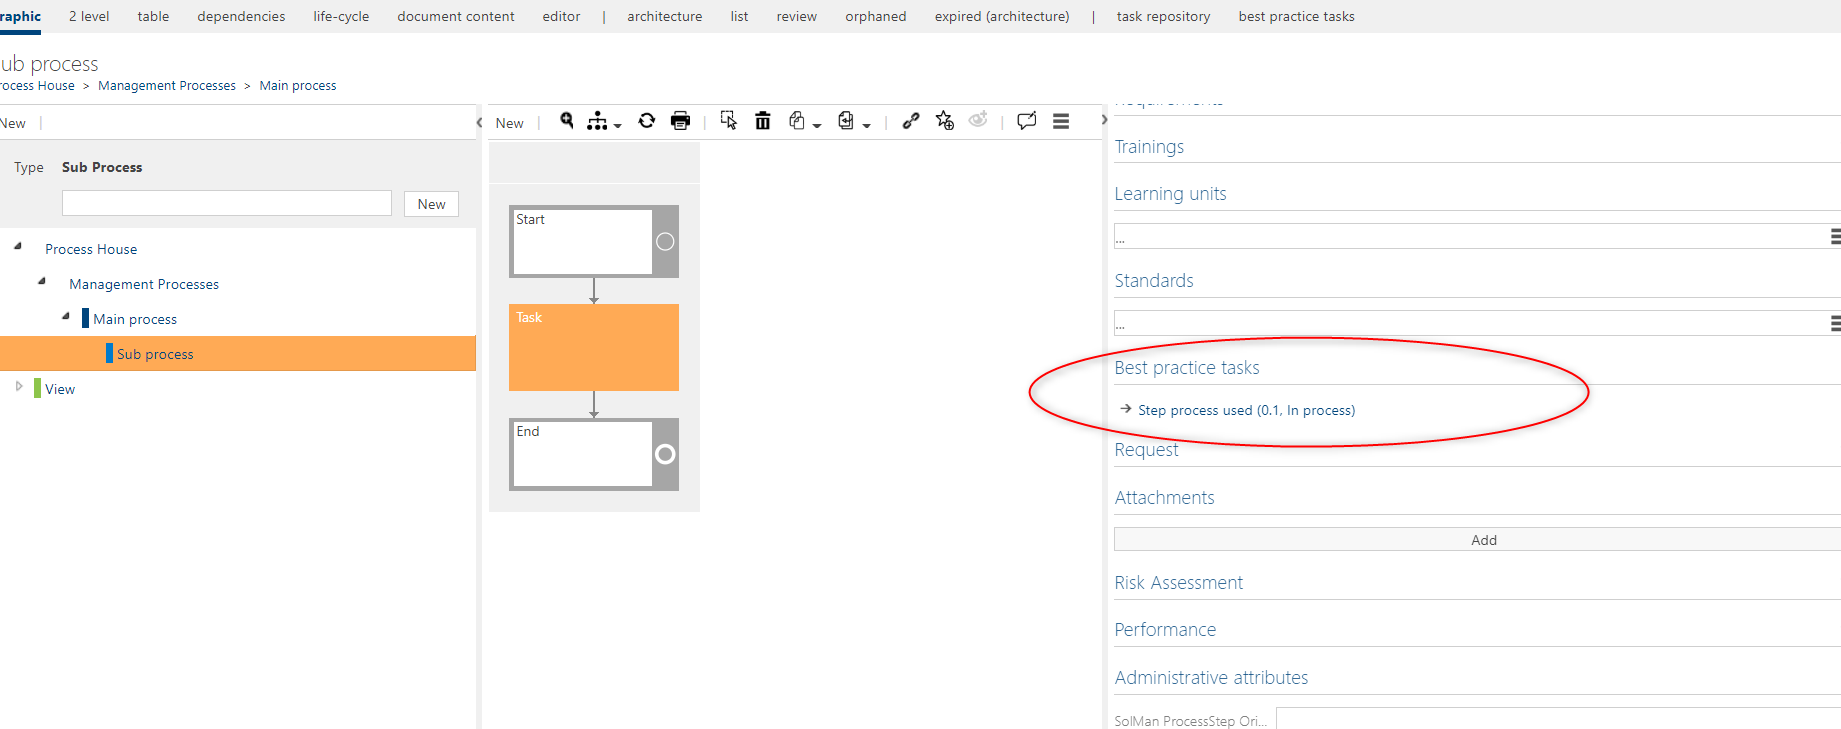 raphic 2 level table dependencies life-cycle document content editor | architecture list review orphaned expired (architecture) | task repository best practice tasks
ub process
rocess House > Management Processes > Main process
New |
Type Sub Process
New
Process House
Management Processes
Main process
Sub process
View
New
Start
Task
End
Requirements
Trainings
Learning units
...
Standards
...
Best practice tasks
→ Step process used (0.1, In process)
Request
Attachments
Add
Risk Assessment
Performance
Administrative attributes
SolMan ProcessStep Ori...